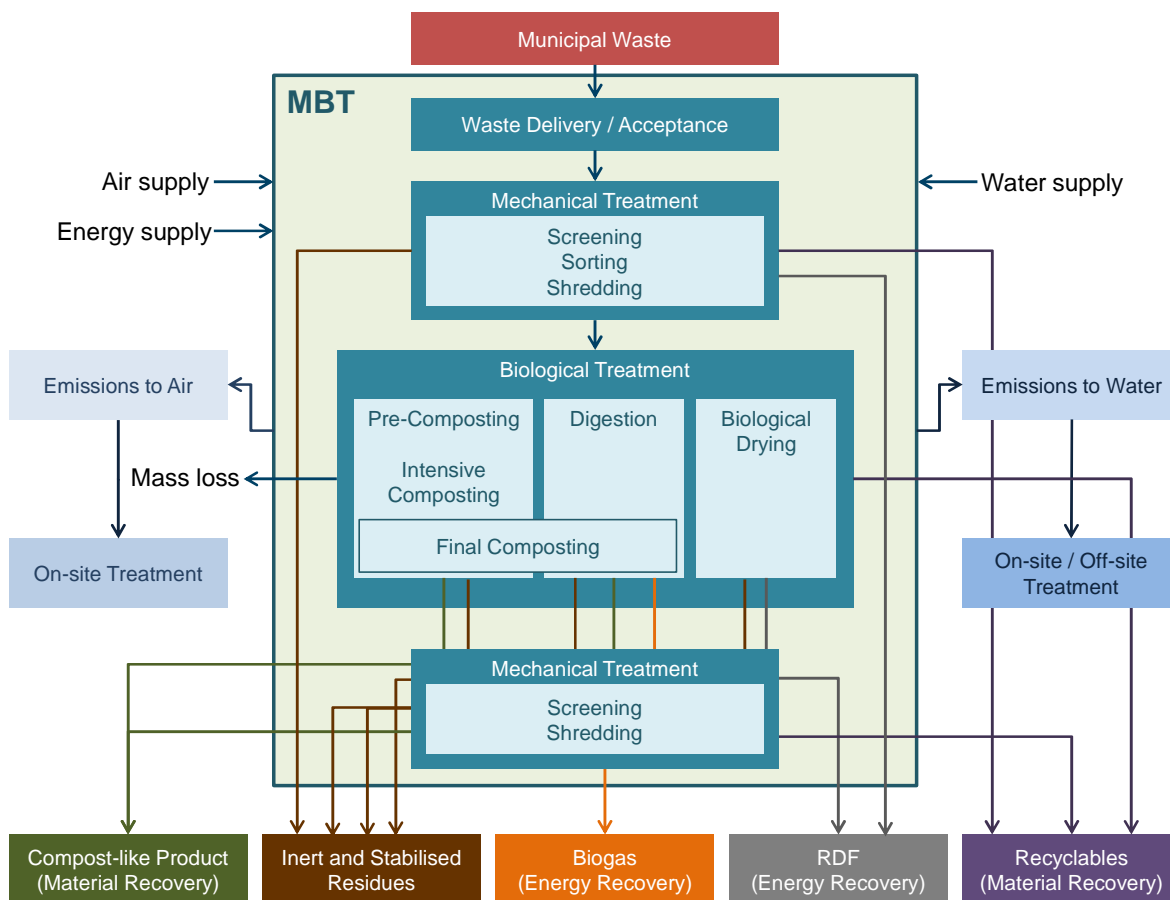 Municipal Waste
MBT
Waste Delivery / Acceptance
Air supply
Water supply
Energy supply
Mechanical Treatment
Screening
Sorting
Shredding
Emissions to Air
Emissions to Water
Biological Treatment
Pre-Composting
Intensive
Composting
Digestion
Biological
Drying
Final Composting
Mass loss
On-site Treatment
On-site / Off-site
Treatment
Mechanical Treatment
Screening
Shredding
Compost-like Product
(Material Recovery)
Inert and Stabilised
Residues
Biogas
(Energy Recovery)
RDF
(Energy Recovery)
Recyclables
(Material Recovery)